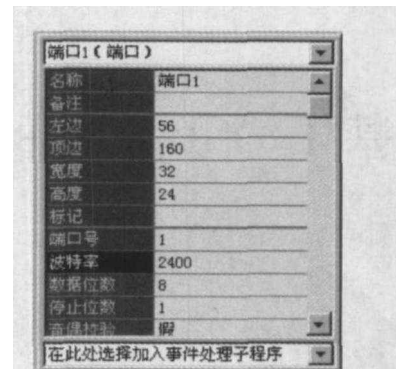 端口1（端口）
名称 端口1
备注
左边 56
顶边 160
宽度 32
高度 24
标记
端口号 1
波特率 2400
数据位数 8
停止位数 1
奇偶校验 假
在此处选择加入事件处理子程序